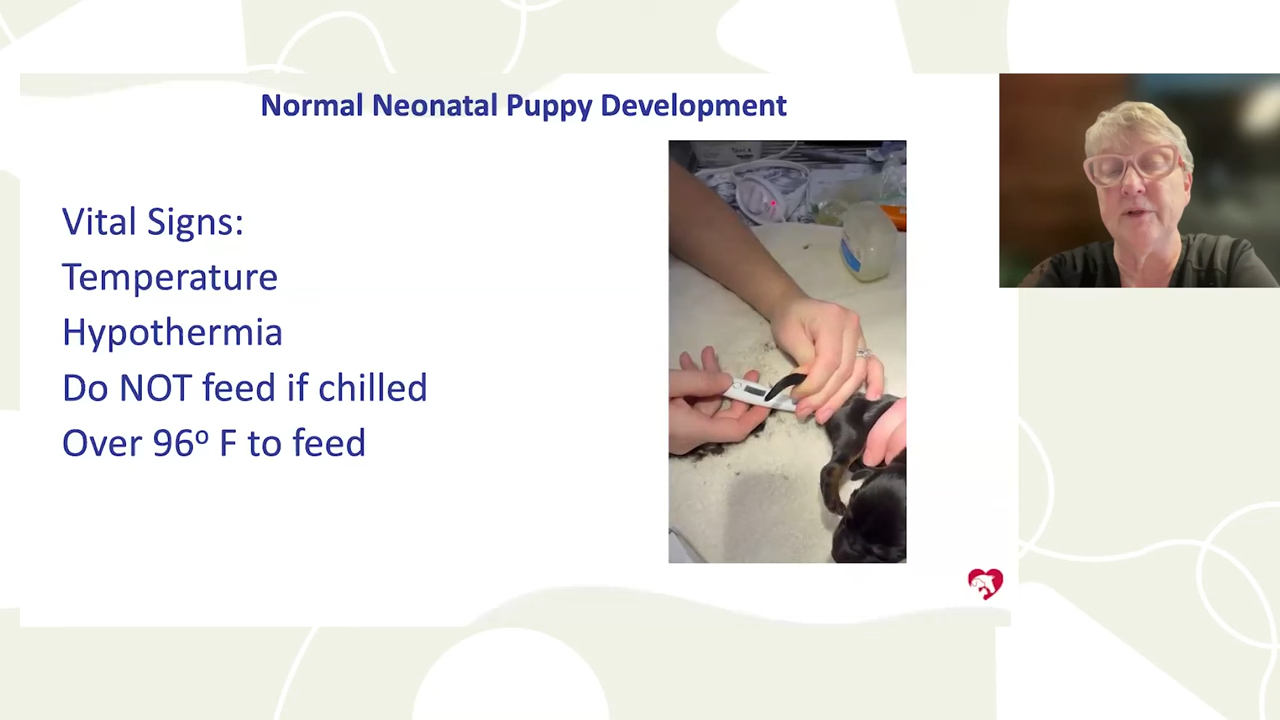 Normal Neonatal Puppy Development
Vital Signs:
Temperature
Hypothermia
Do NOT feed if chilled
Over 96º F to feed